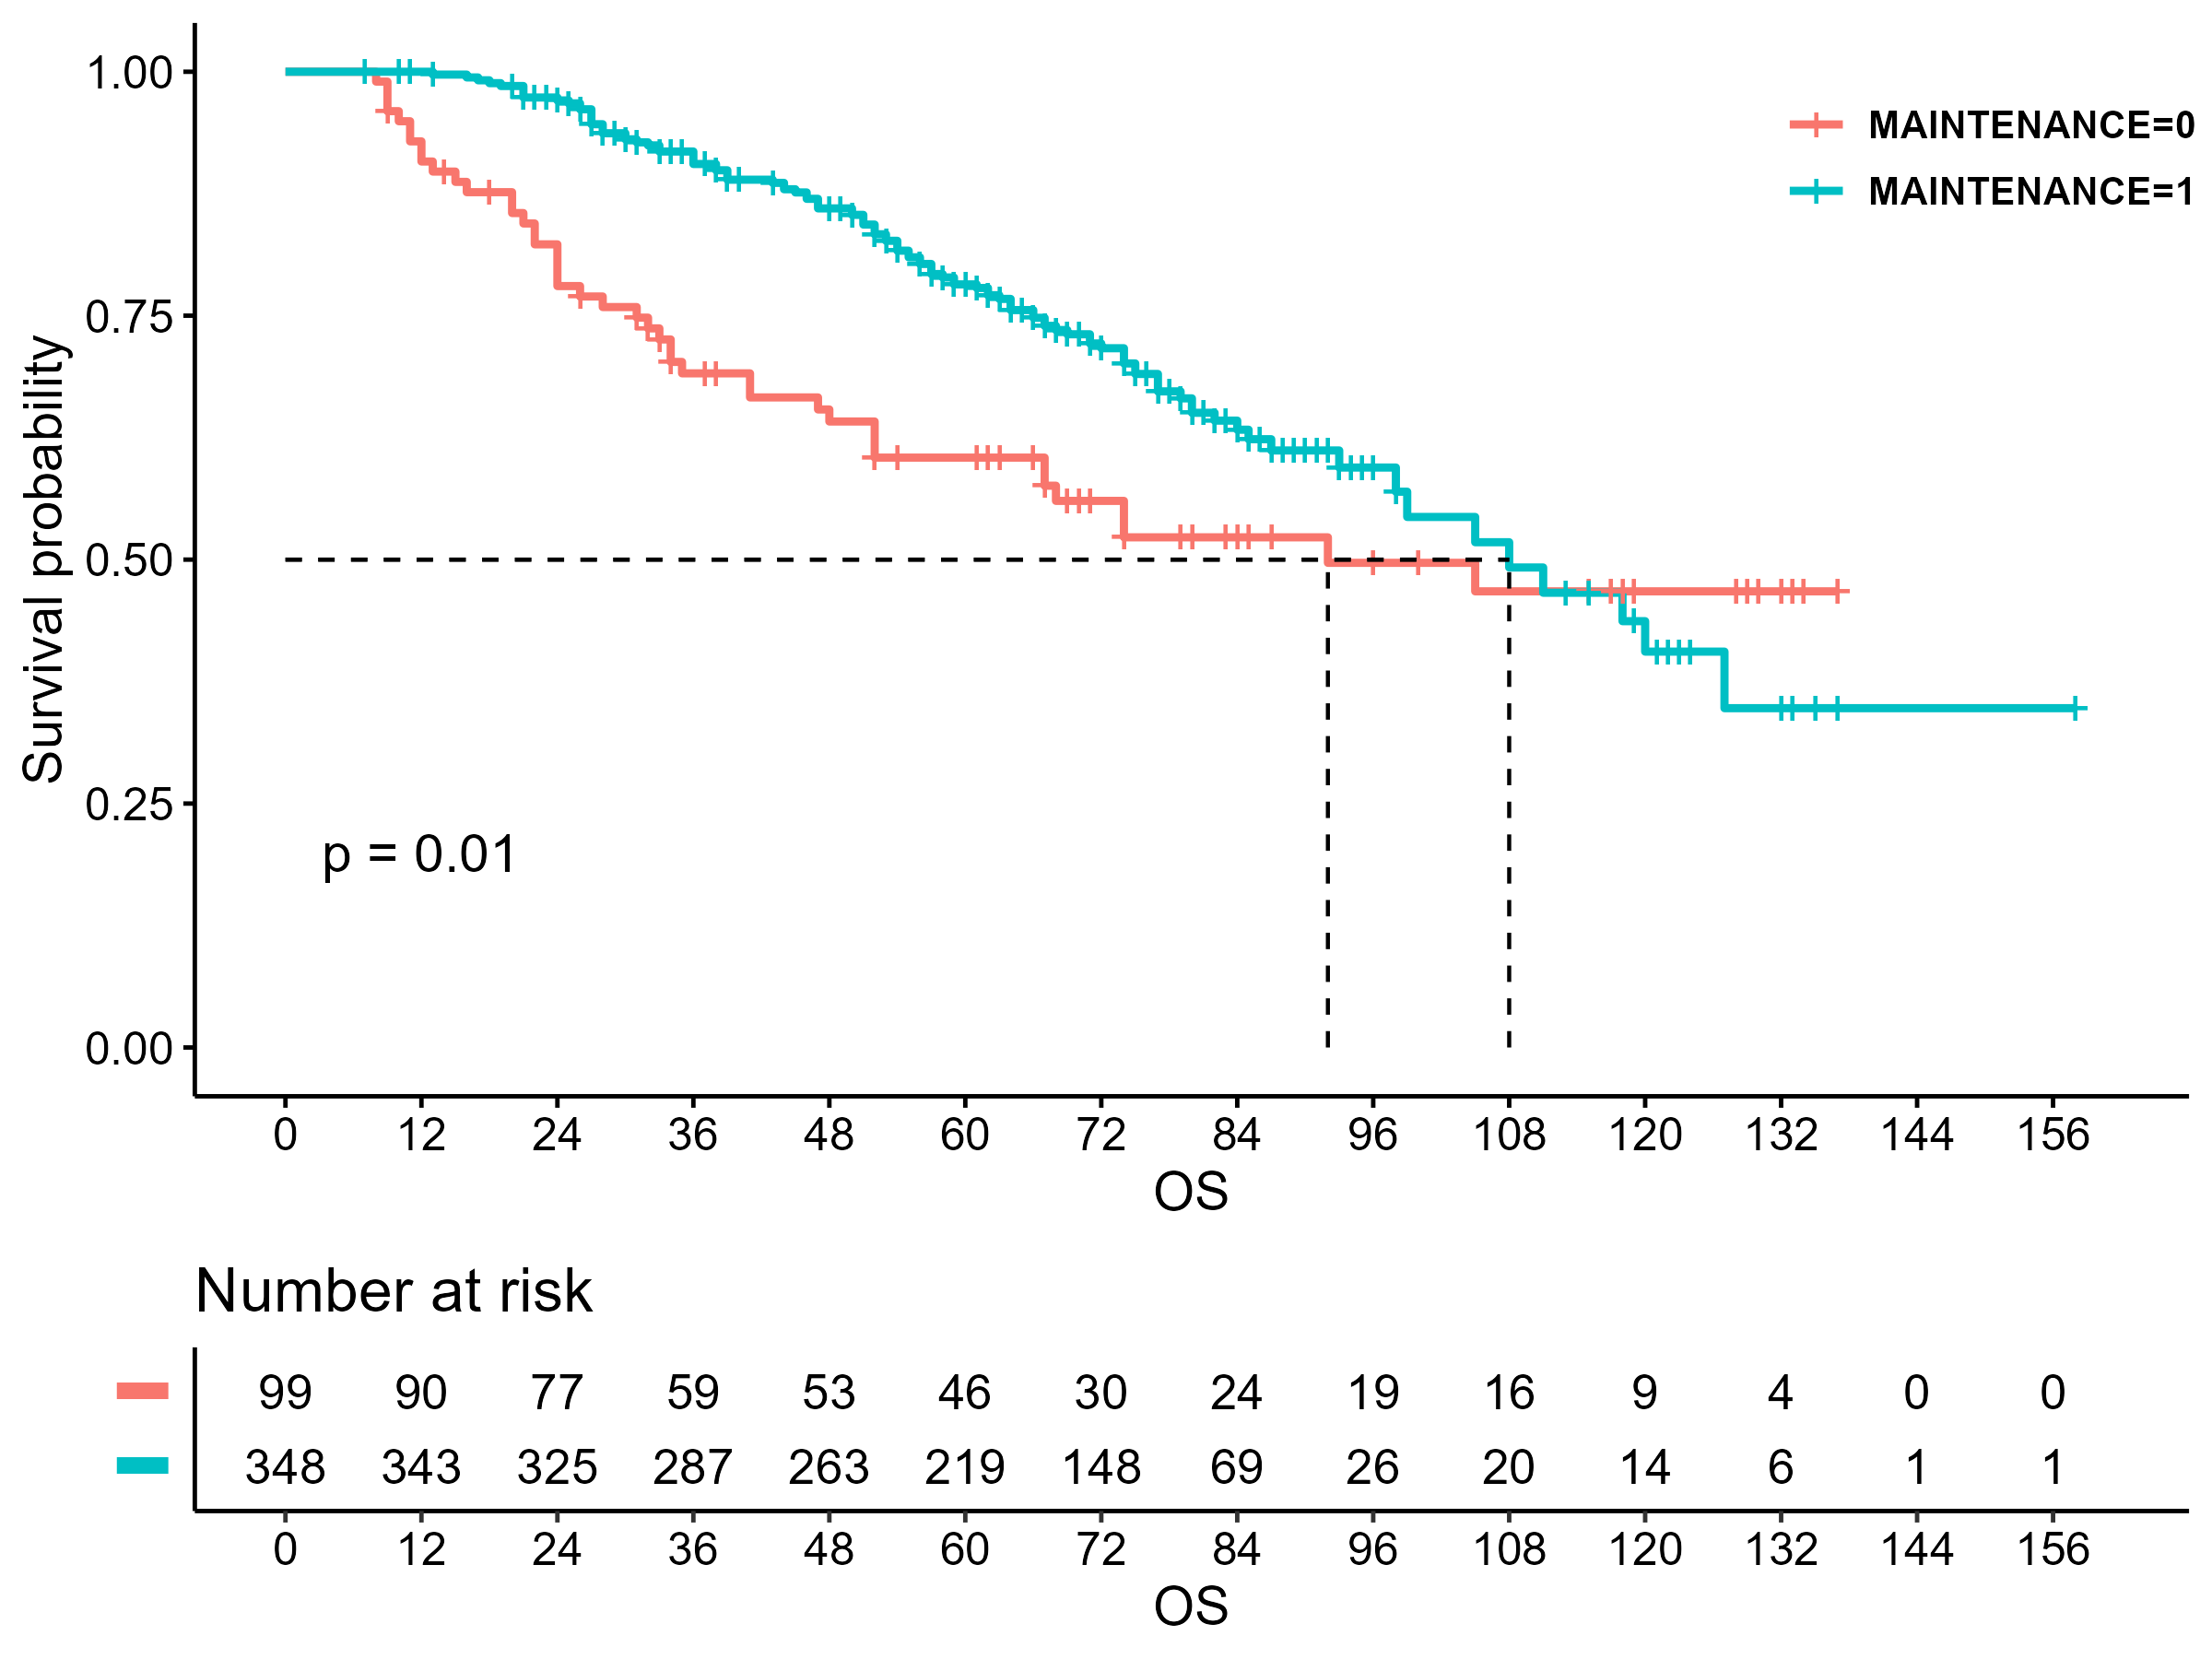 1.00
0.75
0.50
0.25
0.00
Survival probability
MAINTENANCE=0
MAINTENANCE=1
p = 0.01
0 12 24 36 48 60 72 84 96 108 120 132 144 156
OS
Number at risk
99 90 77 59 53 46 30 24 19 16 9 4 0 0
348 343 325 287 263 219 148 69 26 20 14 6 1 1
0 12 24 36 48 60 72 84 96 108 120 132 144 156
OS